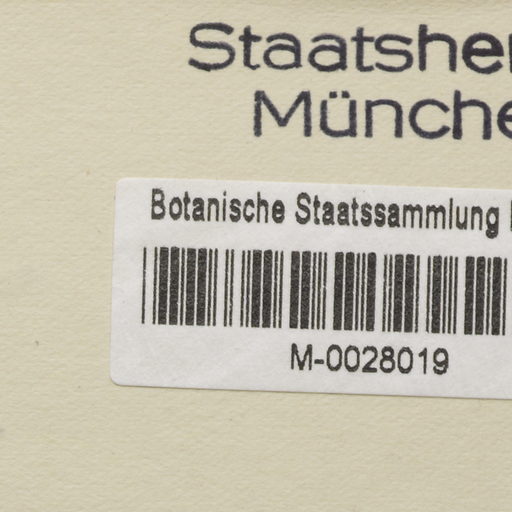 Staatsher
Münche
Botanische Staatssammlung
M-0028019